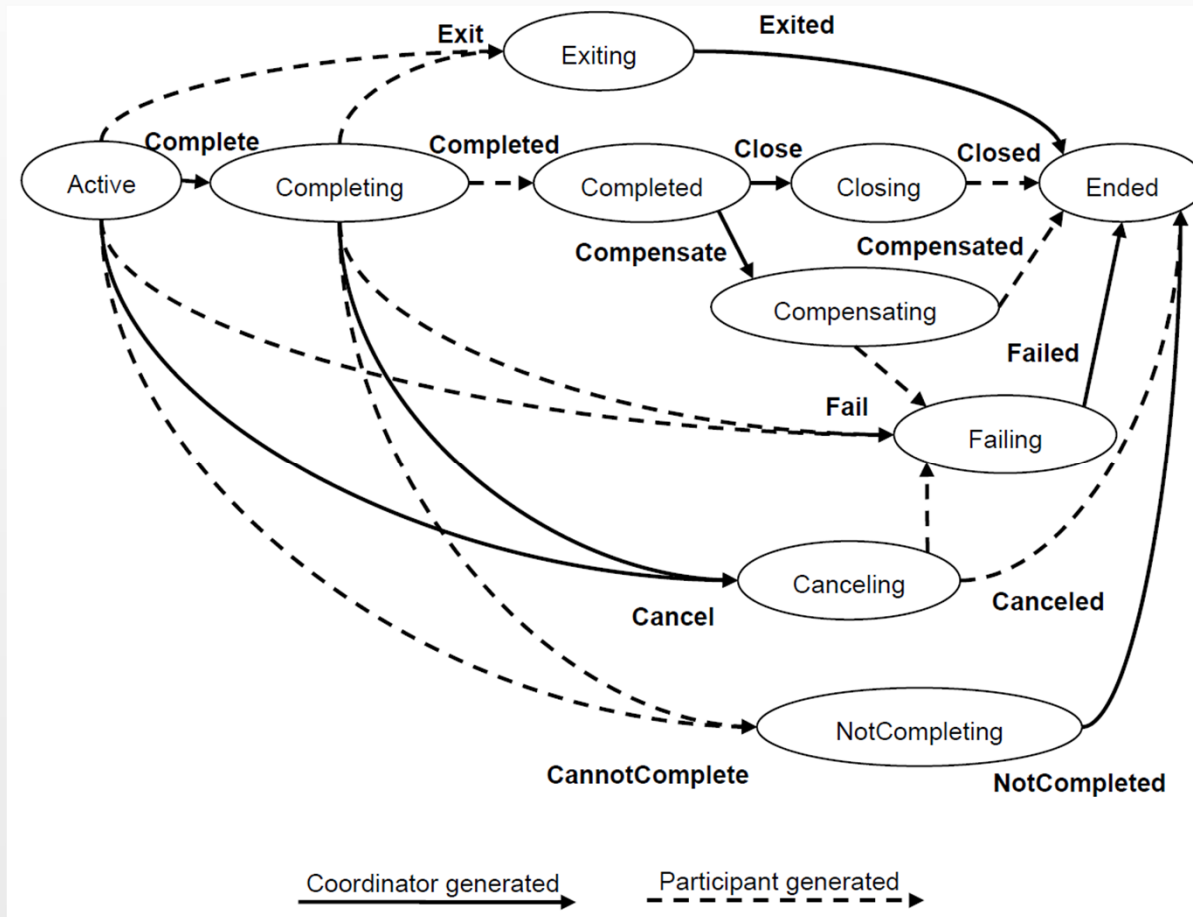 Exit
Exited
Exiting
Complete
Completed
Close
Closed
Active
Completing
Completed
Closing
Ended
Compensate
Compensated
Compensating
Failed
Fail
Failing
Canceling
Cancel
Canceled
NotCompleting
CannotComplete
NotCompleted
Coordinator generated
Participant generated